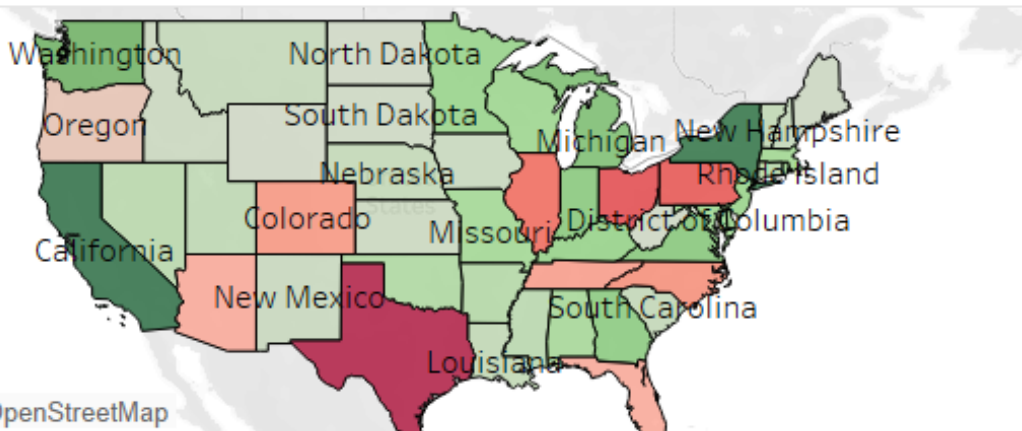 Washington
North Dakota
Oregon
South Dakota
Michigan
New Hampshire
Nebraska
Rhode Island
States
Colorado
Missouri
District of Columbia
California
New Mexico
South Carolina
Louisiana
OpenStreetMap